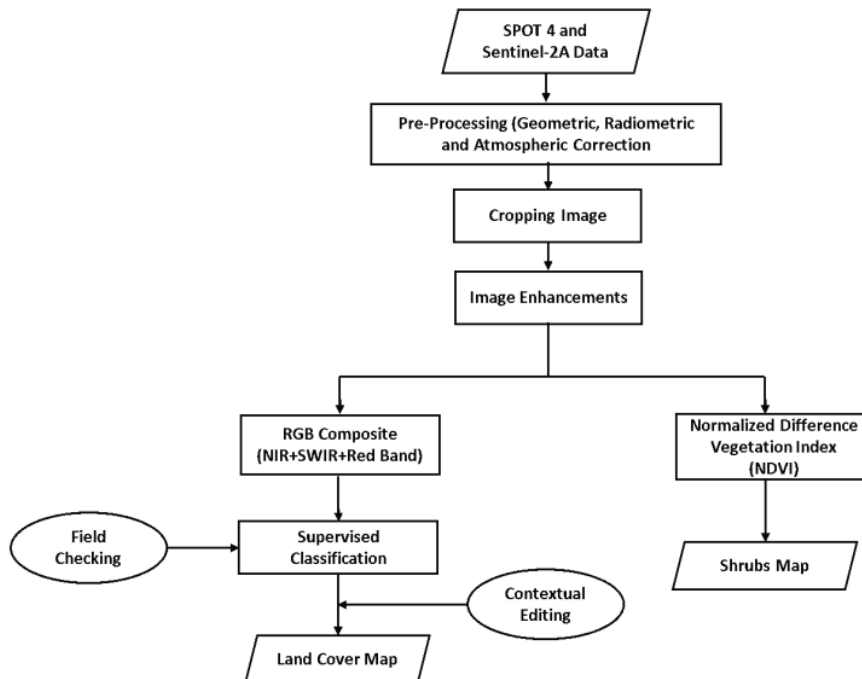 SPOT 4 and
Sentinel-2A Data
Pre-Processing (Geometric, Radiometric
and Atmospheric Correction
Cropping Image
Image Enhancements
RGB Composite
(NIR+SWIR+Red Band)
Normalized Difference
Vegetation Index
(NDVI)
Field
Checking
Supervised
Classification
Shrubs Map
Contextual
Editing
Land Cover Map